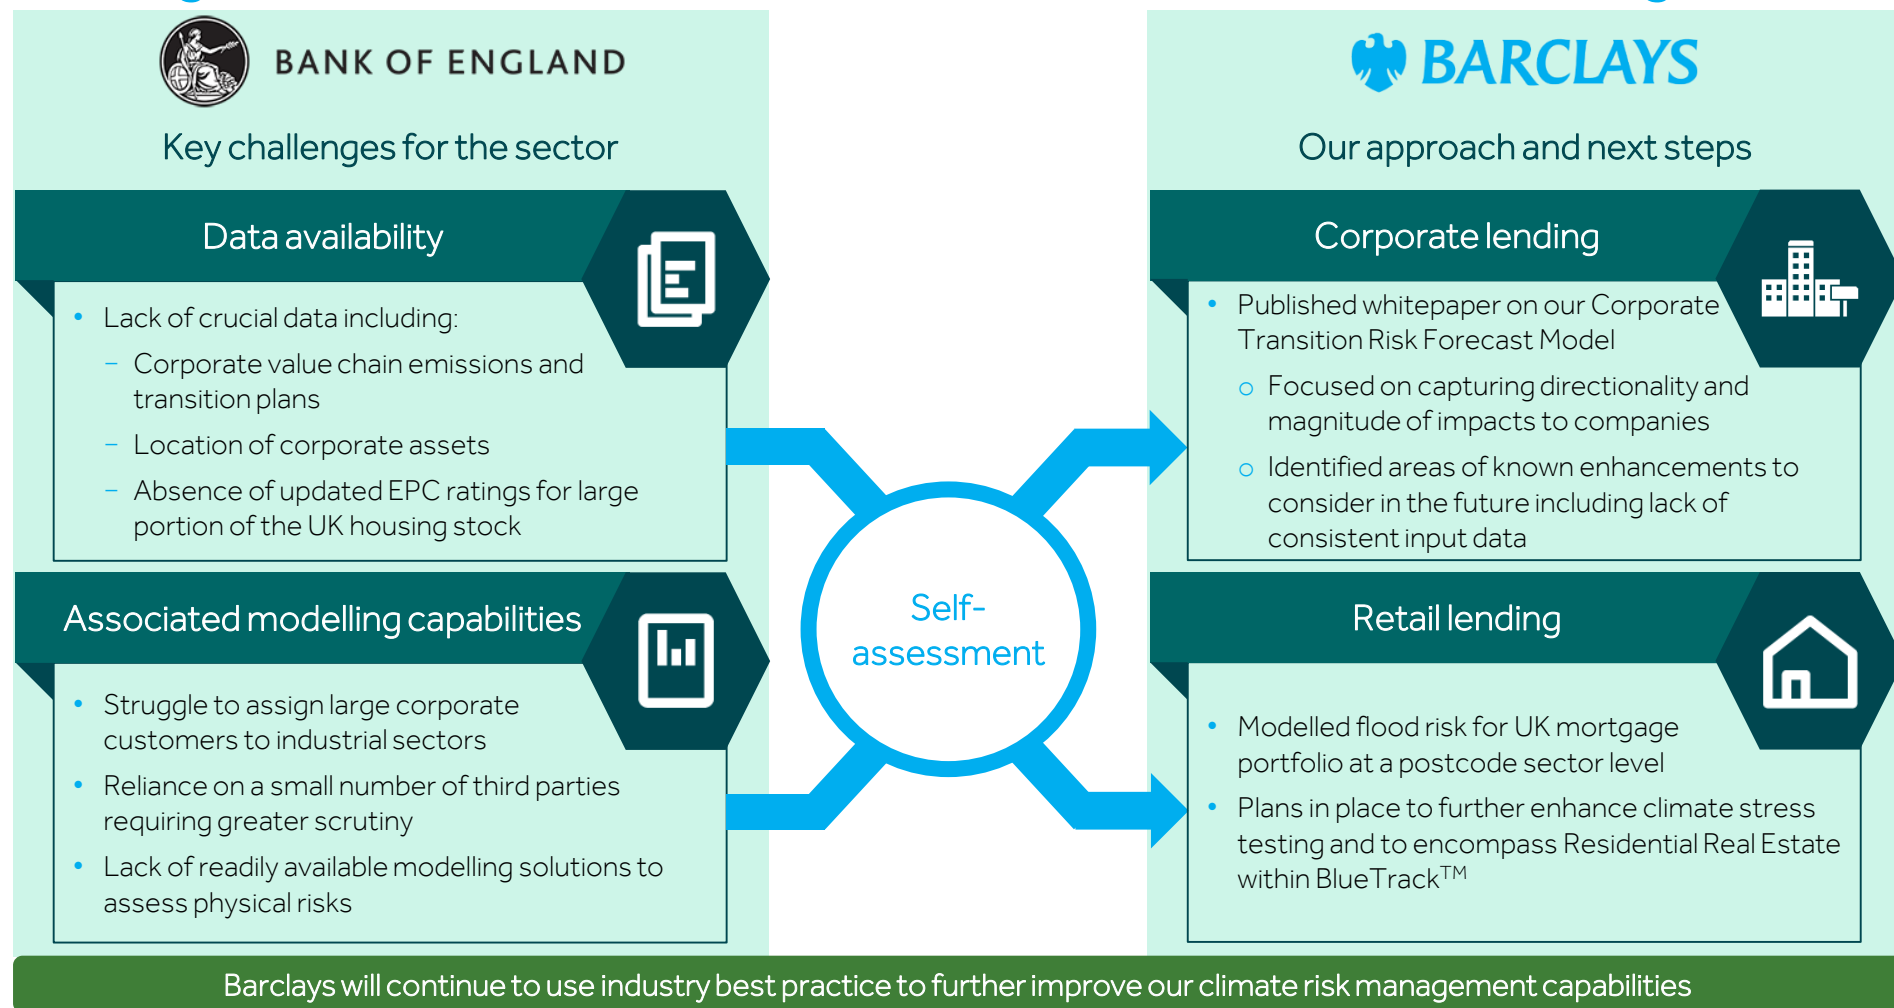 BANK OF ENGLAND
Key challenges for the sector
Data availability
• Lack of crucial data including:
– Corporate value chain emissions and
transition plans
– Location of corporate assets
– Absence of updated EPC ratings for large
portion of the UK housing stock
Associated modelling capabilities
• Struggle to assign large corporate
customers to industrial sectors
• Reliance on a small number of third parties
requiring greater scrutiny
• Lack of readily available modelling solutions to
assess physical risks
Self-
assessment
BARCLAYS
Our approach and next steps
Corporate lending
• Published whitepaper on our Corporate
Transition Risk Forecast Model
o Focused on capturing directionality and
magnitude of impacts to companies
o Identified areas of known enhancements to
consider in the future including lack of
consistent input data
Retail lending
• Modelled flood risk for UK mortgage
portfolio at a postcode sector level
• Plans in place to further enhance climate stress
testing and to encompass Residential Real Estate
within BlueTrack™
Barclays will continue to use industry best practice to further improve our climate risk management capabilities